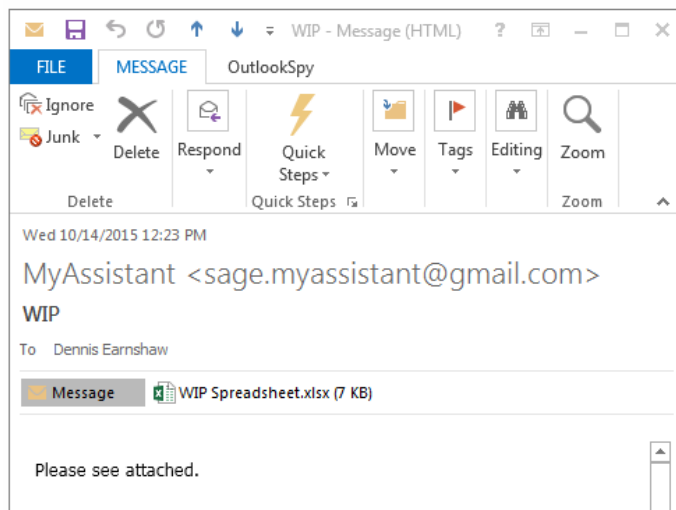 WIP - Message (HTML) ?
FILE MESSAGE OutlookSpy
Ignore
Junk
Delete
Respond
Quick
Steps
Move
Tags
Editing
Zoom
Delete Quick Steps Zoom
Wed 10/14/2015 12:23 PM
MyAssistant <sage.myassistant@gmail.com>
WIP
To Dennis Earnshaw
Message WIP Spreadsheet.xlsx (7 KB)
Please see attached.